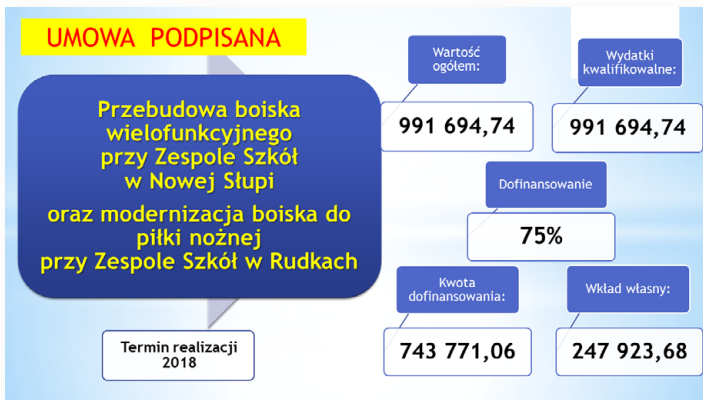 UMOWA PODPISANA
Przebudowa boiska
wielofunkcyjnego
przy Zespole Szkół
w Nowej Słupi
oraz modernizacja boiska do
piłki nożnej
przy Zespole Szkół w Rudkach
Termin realizacji
2018
Wartość
ogółem:
991 694,74
Wydatki
kwalifikowalne:
991 694,74
Dofinansowanie
75%
Kwota
dofinansowania:
743 771,06
Wkład własny:
247 923,68